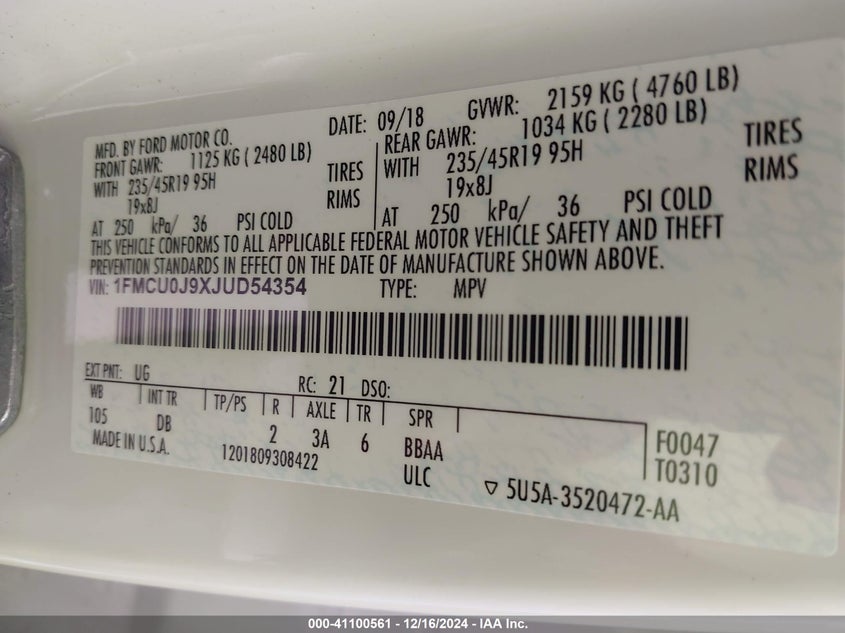 MFD. BY FORD MOTOR CO.
DATE: 09/18 GVWR: 2159 KG ( 4760 LB)
FRONT GAWR: 1125 KG ( 2480 LB)
WITH 235/45R19 95H TIRES
19x8J RIMS
AT 250 kPa/ 36 PSI COLD
REAR GAWR: 1034 KG ( 2280 LB)
WITH 235/45R19 95H TIRES
19x8J RIMS
AT 250 kPa/ 36 PSI COLD
THIS VEHICLE CONFORMS TO ALL APPLICABLE FEDERAL MOTOR VEHICLE SAFETY AND THEFT
PREVENTION STANDARDS IN EFFECT ON THE DATE OF MANUFACTURE SHOWN ABOVE.
VIN: 1FMCU0J9XJUD54354 TYPE: MPV
EXT PNT: UG RC: 21 DSO:
WB INT TR TP/PS R AXLE TR SPR
105 DB 2 3A 6 BBAA
MADE IN U.S.A. 1201809308422 ULC
F0047
T0310
▽ 5U5A-3520472-AA
000-41100561 - 12/16/2024 - IAA Inc.